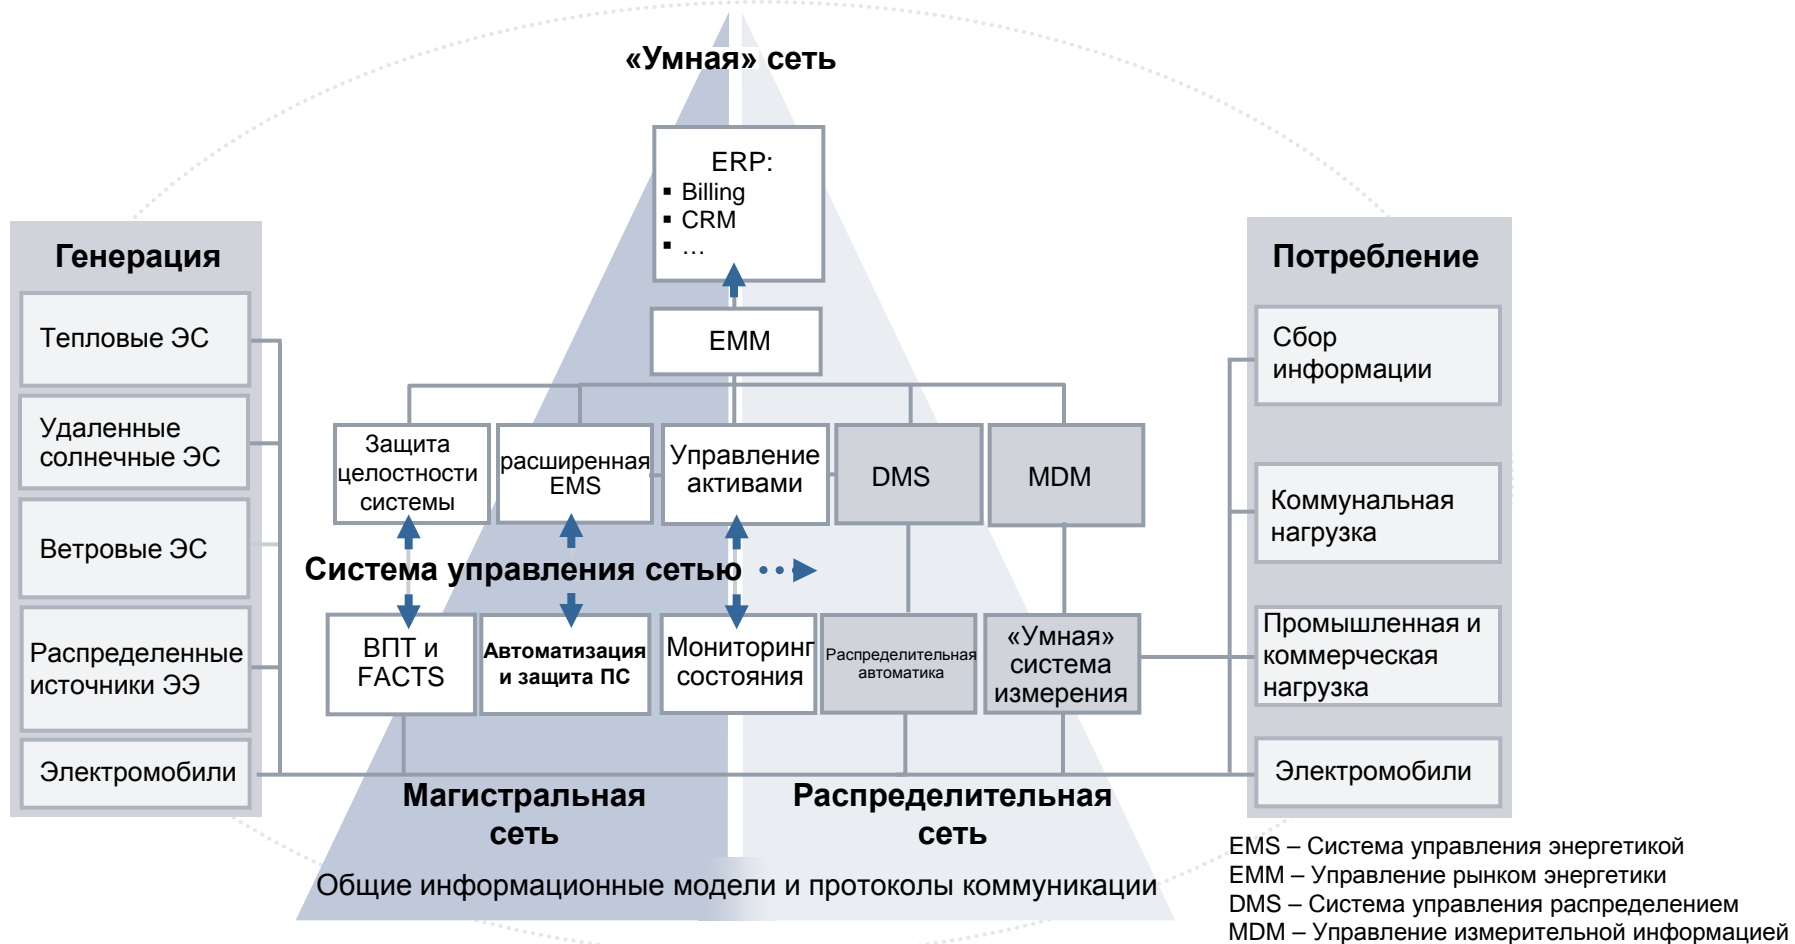 «Умная» сеть
ERP:
▪ Billing
▪ CRM
▪ …
EMM
Генерация
Тепловые ЭС
Удаленные
солнечные ЭС
Ветровые ЭС
Распределенные
источники ЭЭ
Электромобили
Защита
целостности
системы
расширенная
EMS
Управление
активами
DMS
MDM
Система управления сетью
ВПТ и
FACTS
Автоматизация
и защита ПС
Мониторинг
состояния
Распределительная
автоматика
«Умная»
система
измерения
Магистральная
сеть
Распределительная
сеть
Общие информационные модели и протоколы коммуникации
Потребление
Сбор
информации
Коммунальная
нагрузка
Промышленная и
коммерческая
нагрузка
Электромобили
EMS – Система управления энергетикой
EMM – Управление рынком энергетики
DMS – Система управления распределением
MDM – Управление измерительной информацией